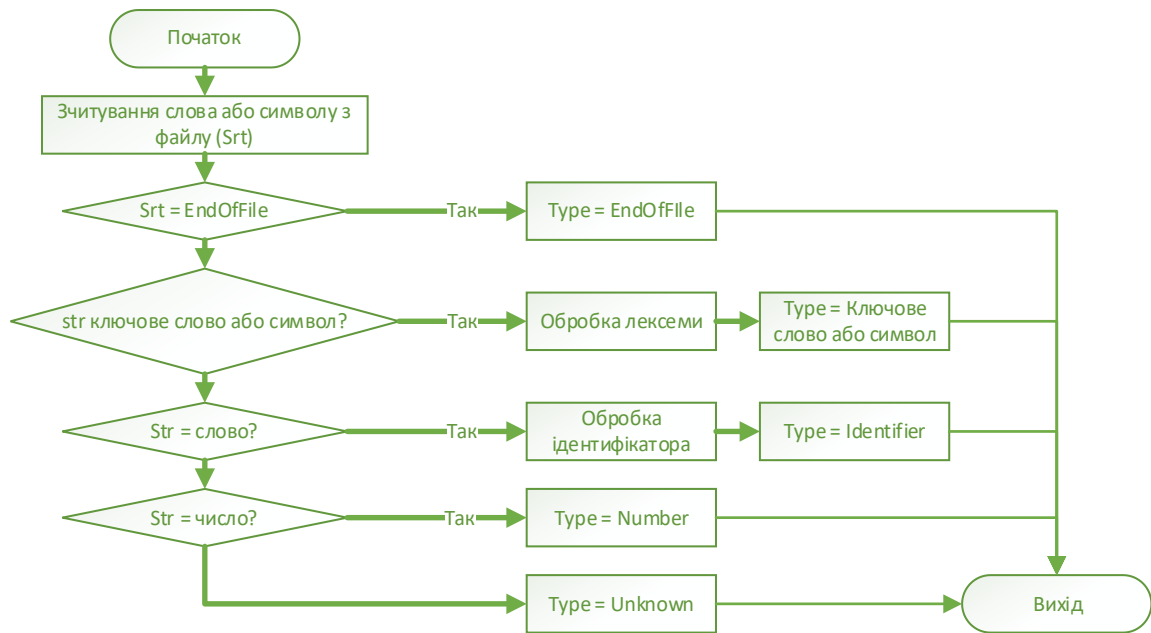 Початок
Зчитування слова або символу з
файлу (Srt)
Srt = EndOfFile
Так
Type = EndOfFIle
str ключове слово або символ?
Так
Обробка лексеми
Type = Ключове
слово або символ
Str = слово?
Так
Обробка
ідентифікатора
Type = Identifier
Str = число?
Так
Type = Number
Type = Unknown
Вихід